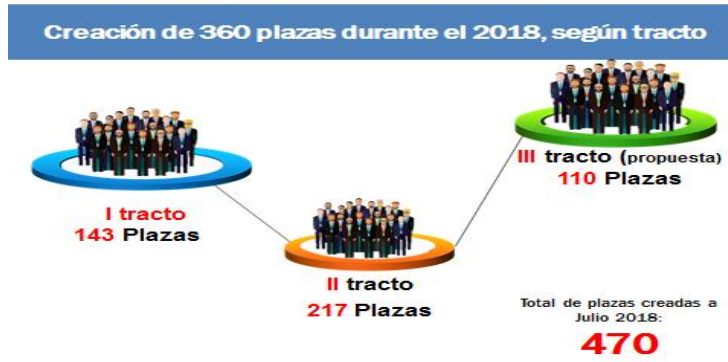 Creación de 360 plazas durante el 2018, según tracto
I tracto
143 Plazas
II tracto
217 Plazas
III tracto (propuesta)
110 Plazas
Total de plazas creadas a
Julio 2018:
470